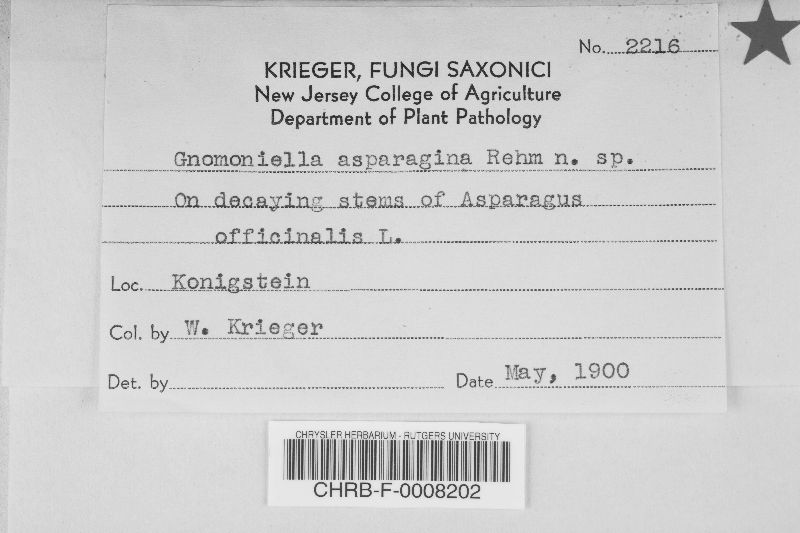 No. 2216
KRIEGER, FUNGI SAXONICI
New Jersey College of Agriculture
Department of Plant Pathology
Gnomoniella asparagina Rehm n. sp.
On decaying stems of Asparagus
officinalis L.
Loc. Konigstein
Col. by W. Krieger
Det. by
Date May, 1900
CHRYSLER HERBARIUM - RUTGERS UNIVERSITY
CHRB-F-0008202